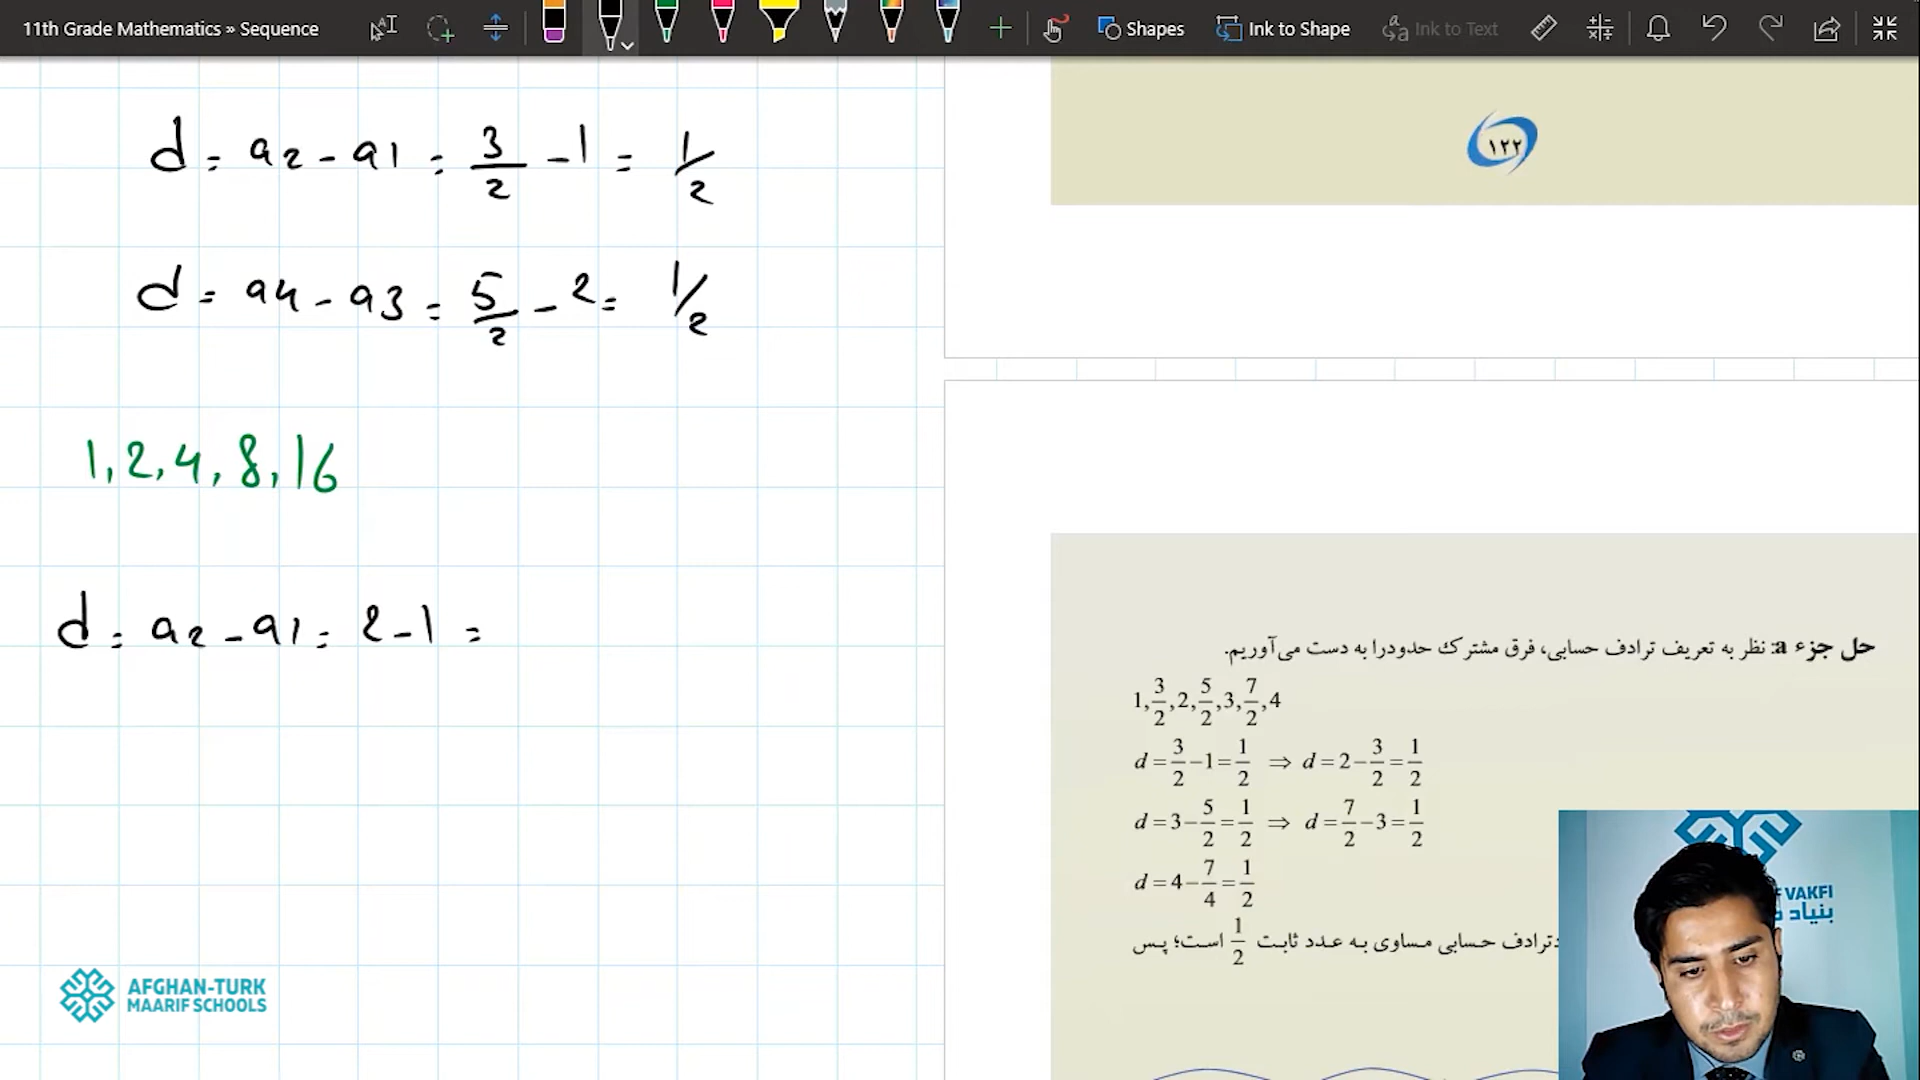 11th Grade Mathematics » Sequence
Shapes
Ink to Shape
Ink to Text
d = a2 - a1 = 3/2 - 1 = 1/2
d = a4 - a3 = 5/2 - 2 = 1/2
1, 2, 4, 8, 16
d = a2 - a1 = 2 - 1 =
AFGHAN-TURK
MAARIF SCHOOLS
۱۲۲
حل جزء a: نظر به تعریف ترادف حسابی، فرق مشترک حدودرا به دست می‌آوریم.
1, 3/2, 2, 5/2, 3, 7/2, 4
d = 3/2 - 1 = 1/2 ⇒ d = 2 - 3/2 = 1/2
d = 3 - 5/2 = 1/2 ⇒ d = 7/2 - 3 = 1/2
d = 4 - 7/4 = 1/2
دترادف حسابی مساوی به عدد ثابت 1/2 است؛ پس
VAKFI
بنیاد